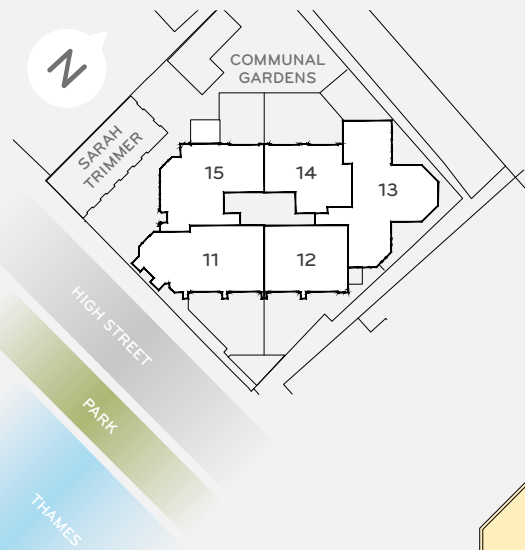 N
COMMUNAL
GARDENS
SARAH
TRIMMER
15
14
13
11
12
HIGH STREET
PARK
THAMES